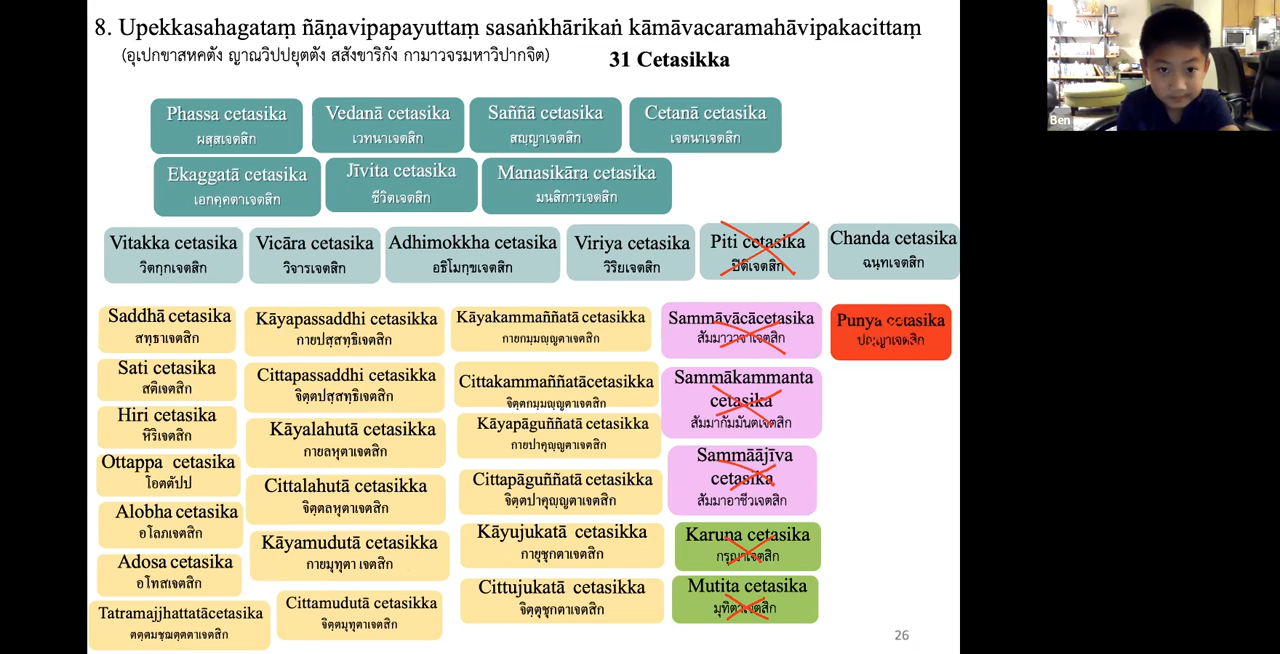 8. Upekkasahagataṃ ñāṇavipapayuttaṃ sasaṅkhārikaṅ kāmāvacaramahāvipakacittaṃ
(อุเปกขาสหคตัง ญาณวิปปยุตตัง สสังขาริกัง กามาวจรมหาวิปากจิต)
31 Cetasikka
Phassa cetasika
ผสฺสเจตสิก
Vedanā cetasika
เวทนาเจตสิก
Saññā cetasika
สญฺญาเจตสิก
Cetanā cetasika
เจตนาเจตสิก
Ekaggatā cetasika
เอกคฺคตาเจตสิก
Jīvita cetasika
ชีวิตเจตสิก
Manasikāra cetasika
มนสิการเจตสิก
Vitakka cetasika
วิตกฺกเจตสิก
Vicāra cetasika
วิจารเจตสิก
Adhimokkha cetasika
อธิโมกฺขเจตสิก
Viriya cetasika
วิริยเจตสิก
Piti cetasika
ปีติเจตสิก
Chanda cetasika
ฉนฺทเจตสิก
Saddhā cetasika
สทฺธาเจตสิก
Sati cetasika
สติเจตสิก
Hiri cetasika
หิริเจตสิก
Ottappa cetasika
โอตตัปป
Alobha cetasika
อโลภเจตสิก
Adosa cetasika
อโทสเจตสิก
Tatramajjhattatācetasika
ตตฺตมชฺฌตฺตตาเจตสิก
Kāyapassaddhi cetasikka
กายปสฺสทฺธิเจตสิก
Cittapassaddhi cetasikka
จิตฺตปสฺสทฺธิเจตสิก
Kāyalahutā cetasikka
กายลหุตาเจตสิก
Cittalahutā cetasikka
จิตฺตลหุตาเจตสิก
Kāyamudutā cetasikka
กายมุทุตา เจตสิก
Cittamudutā cetasikka
จิตฺตมุทุตาเจตสิก
Kāyakammaññatā cetasikka
กายกมฺมญฺญตาเจตสิก
Cittakammaññatācetasikka
จิตฺตกมฺมญฺญตาเจตสิก
Kāyapāguññatā cetasikka
กายปาคุญฺญตาเจตสิก
Cittapāguññatā cetasikka
จิตฺตปาคุญฺญตาเจตสิก
Kāyujukatā cetasikka
กายุชุกตาเจตสิก
Cittujukatā cetasikka
จิตฺตุชุกตาเจตสิก
Sammāvācācetasika
สัมมาวาจาเจตสิก
Sammākammanta
cetasika
สัมมากัมมันตเจตสิก
Sammāājīva
cetasika
สัมมาอาชีวเจตสิก
Karuṇa cetasika
กรุณาเจตสิก
Mutita cetasika
มุทิตาเจตสิก
Punya cetasika
ปญฺญาเจตสิก
26
Ben